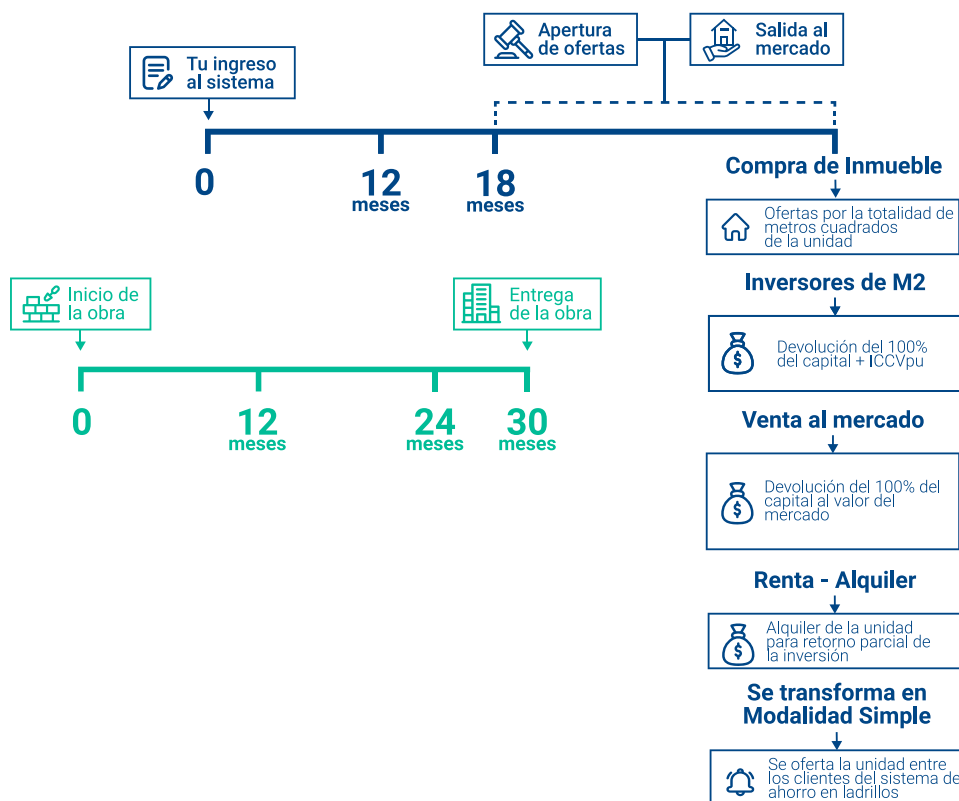 Apertura
de ofertas
Salida al
mercado
Tu ingreso
al sistema
0
12
meses
18
meses
Compra de Inmueble
Ofertas por la totalidad de
metros cuadrados
de la unidad
Inicio de
la obra
Entrega
de la obra
0
12
meses
24
meses
30
meses
Inversores de M2
$
Devolución del 100%
del capital + ICCVpu
Venta al mercado
$
Devolución del 100% del
capital al valor del
mercado
Renta - Alquiler
$
Alquiler de la unidad
para retorno parcial de
la inversión
Se transforma en
Modalidad Simple
Se oferta la unidad entre
los clientes del sistema de
ahorro en ladrillos